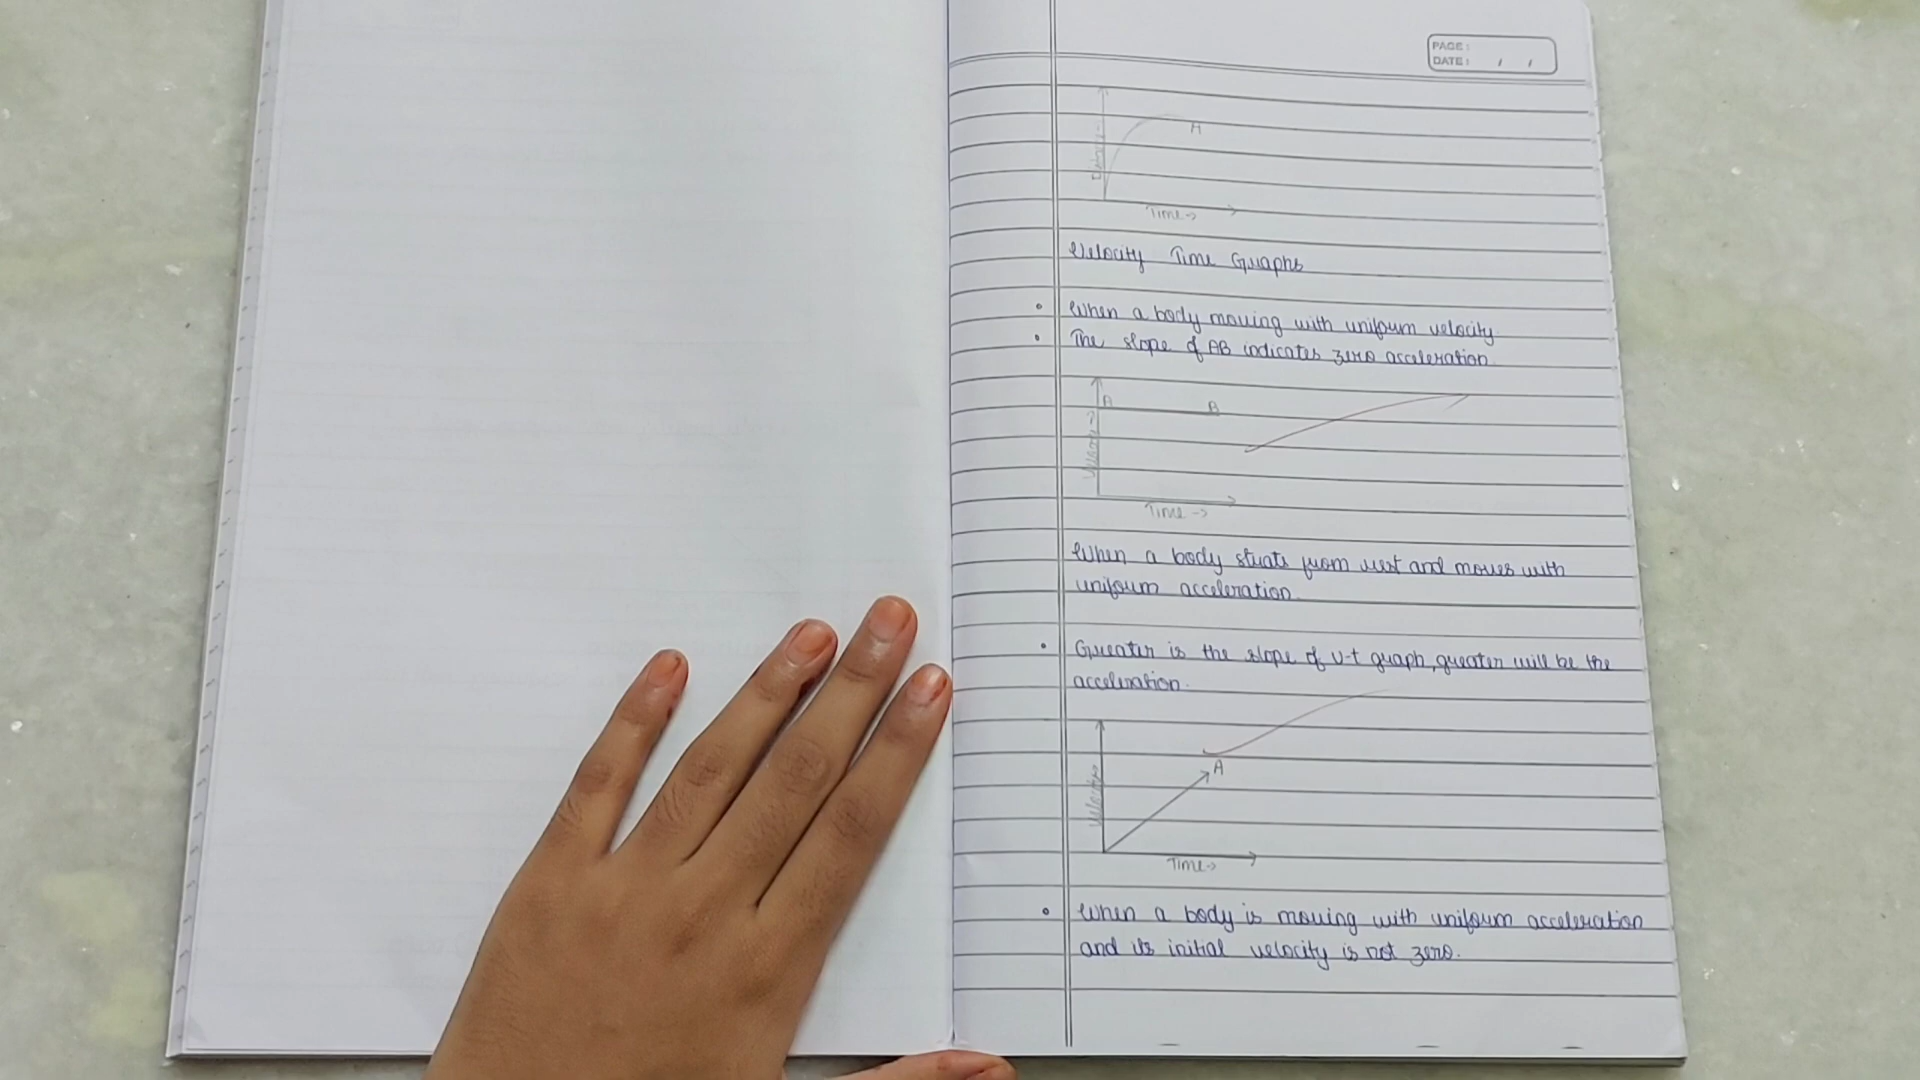 PAGE:
DATE: / /
Distance→
A
Time→
Velocity Time Graphs
When a body moving with uniform velocity.
The slope of AB indicates zero acceleration.
A B
Velocity→
Time→
When a body struats from rest and moves with
uniform acceleration.
Greater is the slope of v-t graph, greater will be the
acceleration.
A
Velocity→
Time→
When a body is moving with uniform acceleration
and its initial velocity is not zero.